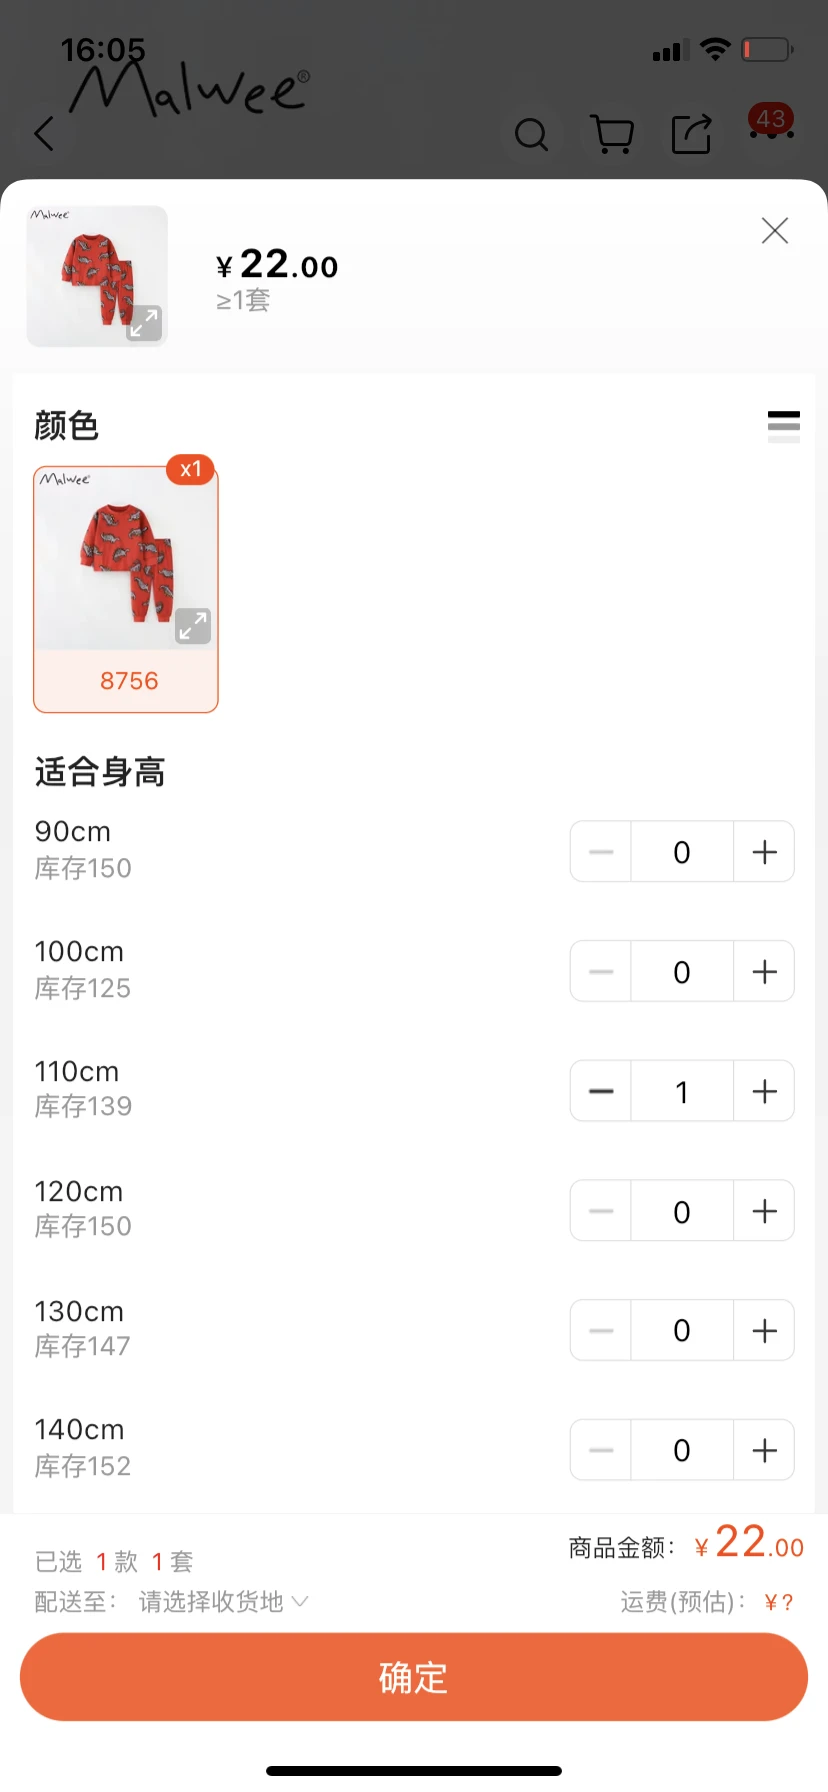 16:05
Malwee®
43
Malwee
¥22.00
≥1套
颜色
x1
Malwee
8756
适合身高
90cm
库存150
0
100cm
库存125
0
110cm
库存139
1
120cm
库存150
0
130cm
库存147
0
140cm
库存152
0
已选 1 款 1 套
商品金额：¥22.00
配送至： 请选择收货地
运费(预估)：¥?
确定